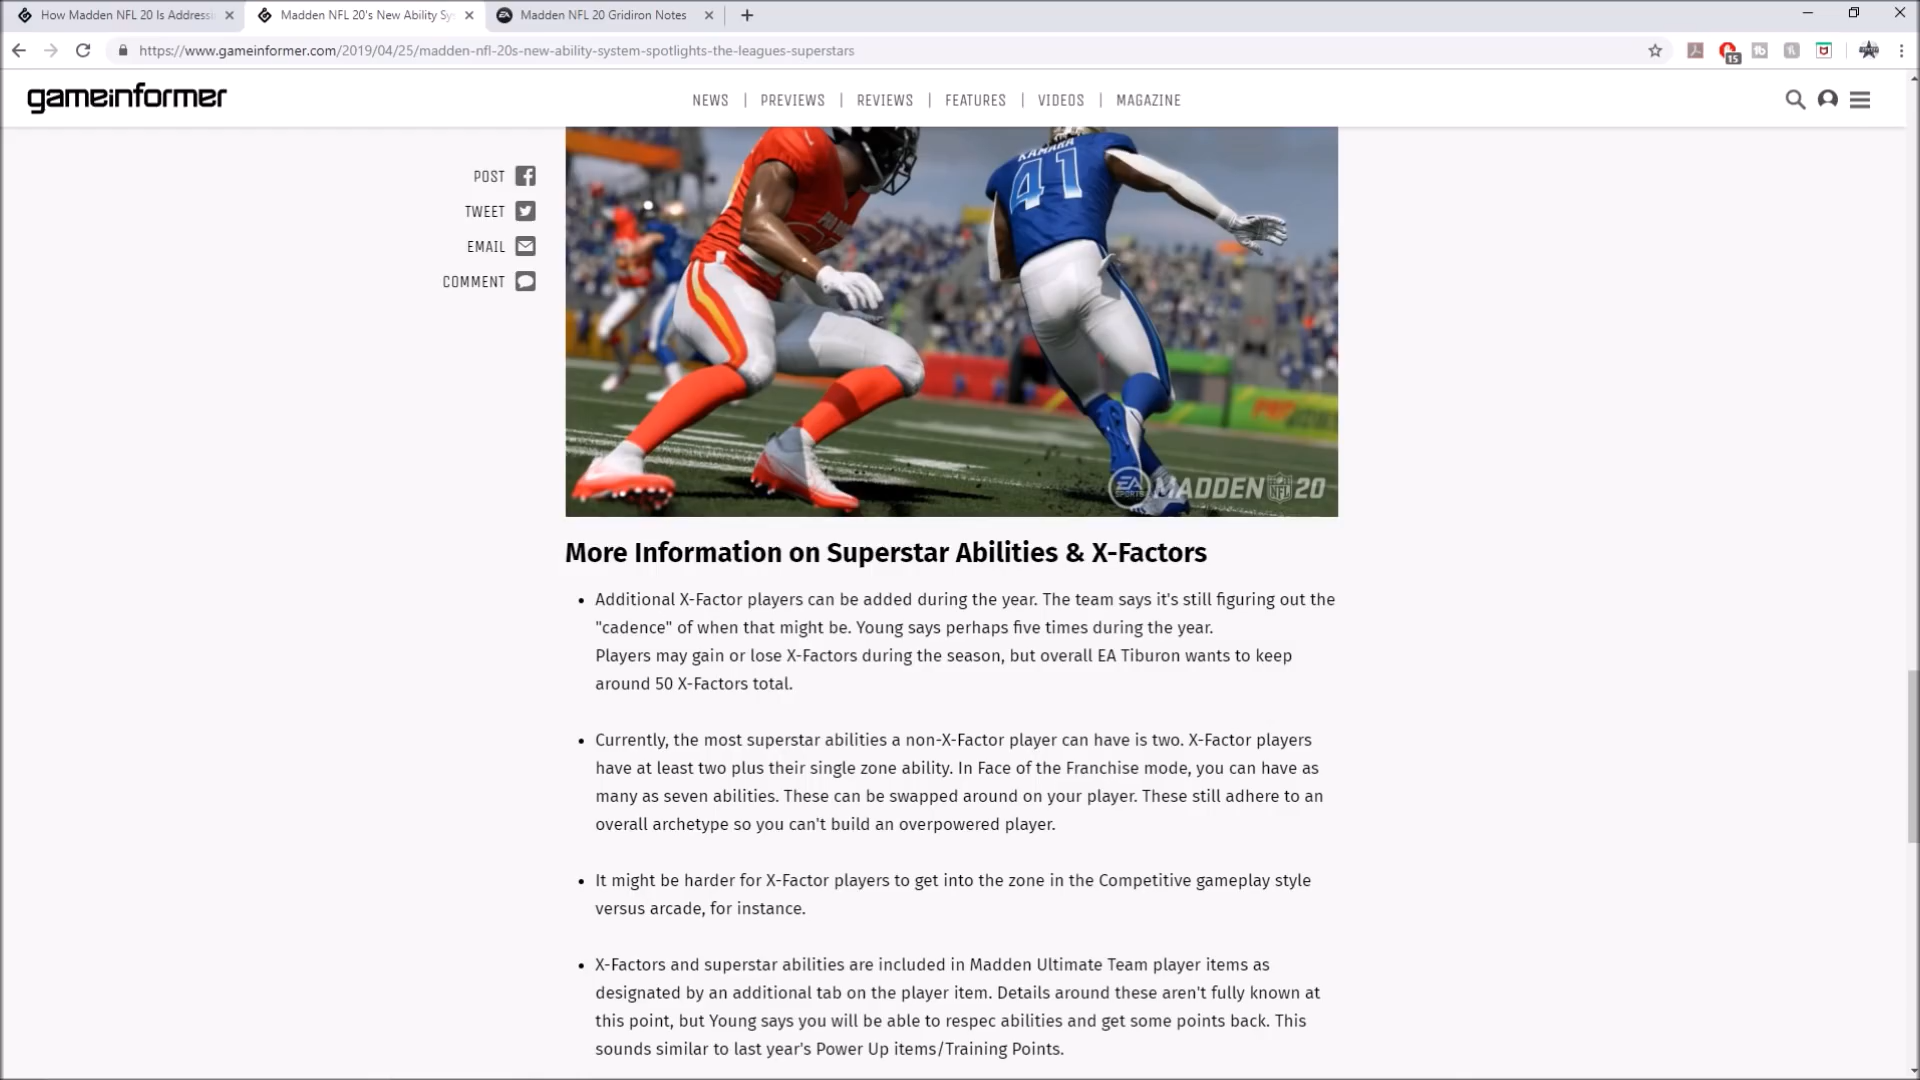 How Madden NFL 20 Is Addressi
Madden NFL 20's New Ability Sy
Madden NFL 20 Gridiron Notes
https://www.gameinformer.com/2019/04/25/madden-nfl-20s-new-ability-system-spotlights-the-leagues-superstars
15
gameinformer
NEWS | PREVIEWS | REVIEWS | FEATURES | VIDEOS | MAGAZINE
POST
TWEET
EMAIL
COMMENT
KAMARA
41
EA SPORTS MADDEN NFL 20
More Information on Superstar Abilities & X-Factors
• Additional X-Factor players can be added during the year. The team says it's still figuring out the
"cadence" of when that might be. Young says perhaps five times during the year.
Players may gain or lose X-Factors during the season, but overall EA Tiburon wants to keep
around 50 X-Factors total.
• Currently, the most superstar abilities a non-X-Factor player can have is two. X-Factor players
have at least two plus their single zone ability. In Face of the Franchise mode, you can have as
many as seven abilities. These can be swapped around on your player. These still adhere to an
overall archetype so you can't build an overpowered player.
• It might be harder for X-Factor players to get into the zone in the Competitive gameplay style
versus arcade, for instance.
• X-Factors and superstar abilities are included in Madden Ultimate Team player items as
designated by an additional tab on the player item. Details around these aren't fully known at
this point, but Young says you will be able to respec abilities and get some points back. This
sounds similar to last year's Power Up items/Training Points.